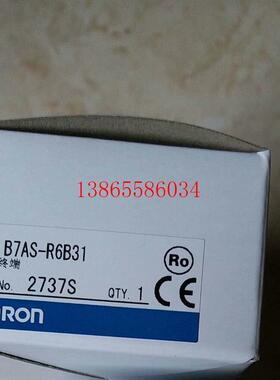 13865586034
B7AS-R6B31
终端
Ro
No. 2737S QTY. 1 CE
RON